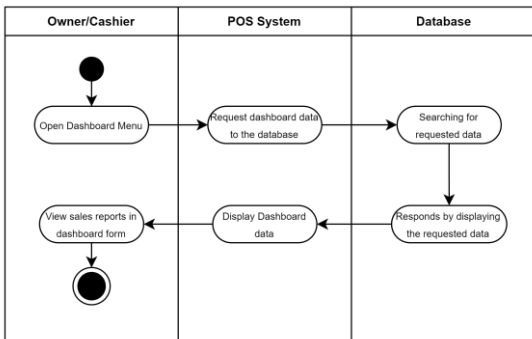 Owner/Cashier
POS System
Database
Open Dashboard Menu
Request dashboard data
to the database
Searching for
requested data
View sales reports in
dashboard form
Display Dashboard
data
Responds by displaying
the requested data